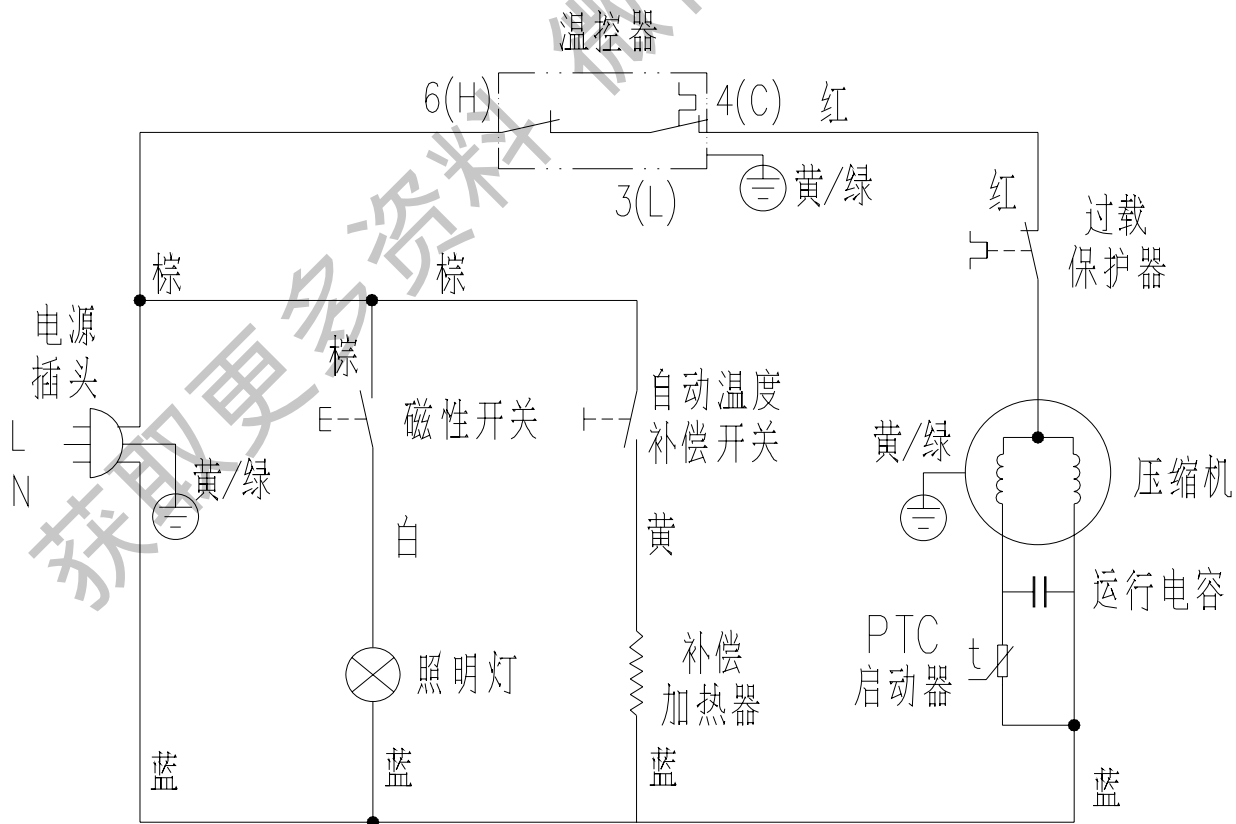 温控器
6(H)
4(C)
红
3(L)
黄/绿
红
过载
保护器
棕
棕
电源
插头
棕
L
N
黄/绿
磁性开关
自动温度
补偿开关
黄/绿
压缩机
白
黄
运行电容
PTC
启动器
t
照明灯
补偿
加热器
蓝
蓝
蓝
蓝
获取更多资料 微